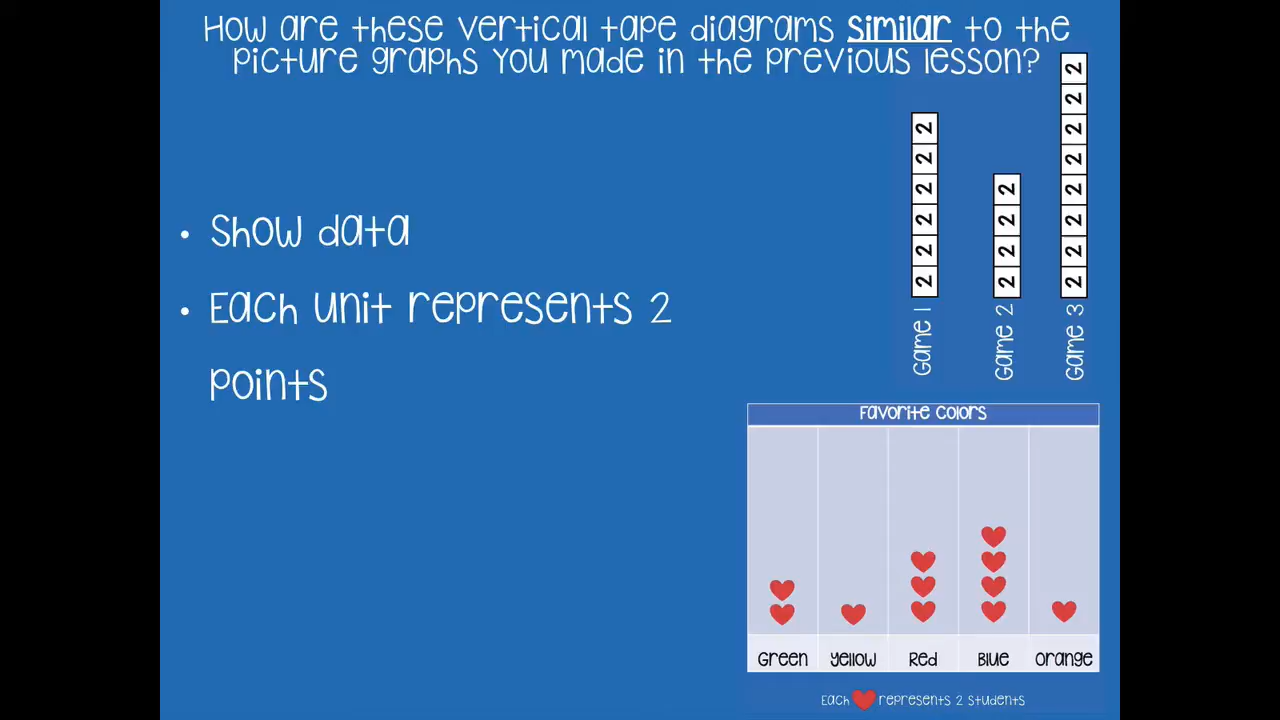 How are these vertical tape diagrams similar to the
picture graphs you made in the previous lesson?
• Show data
• Each unit represents 2
points
2 2 2 2 2 2
2 2 2 2
2 2 2 2 2 2 2 2
Game 1
Game 2
Game 3
Favorite Colors
Green Yellow Red Blue Orange
Each ❤ represents 2 students